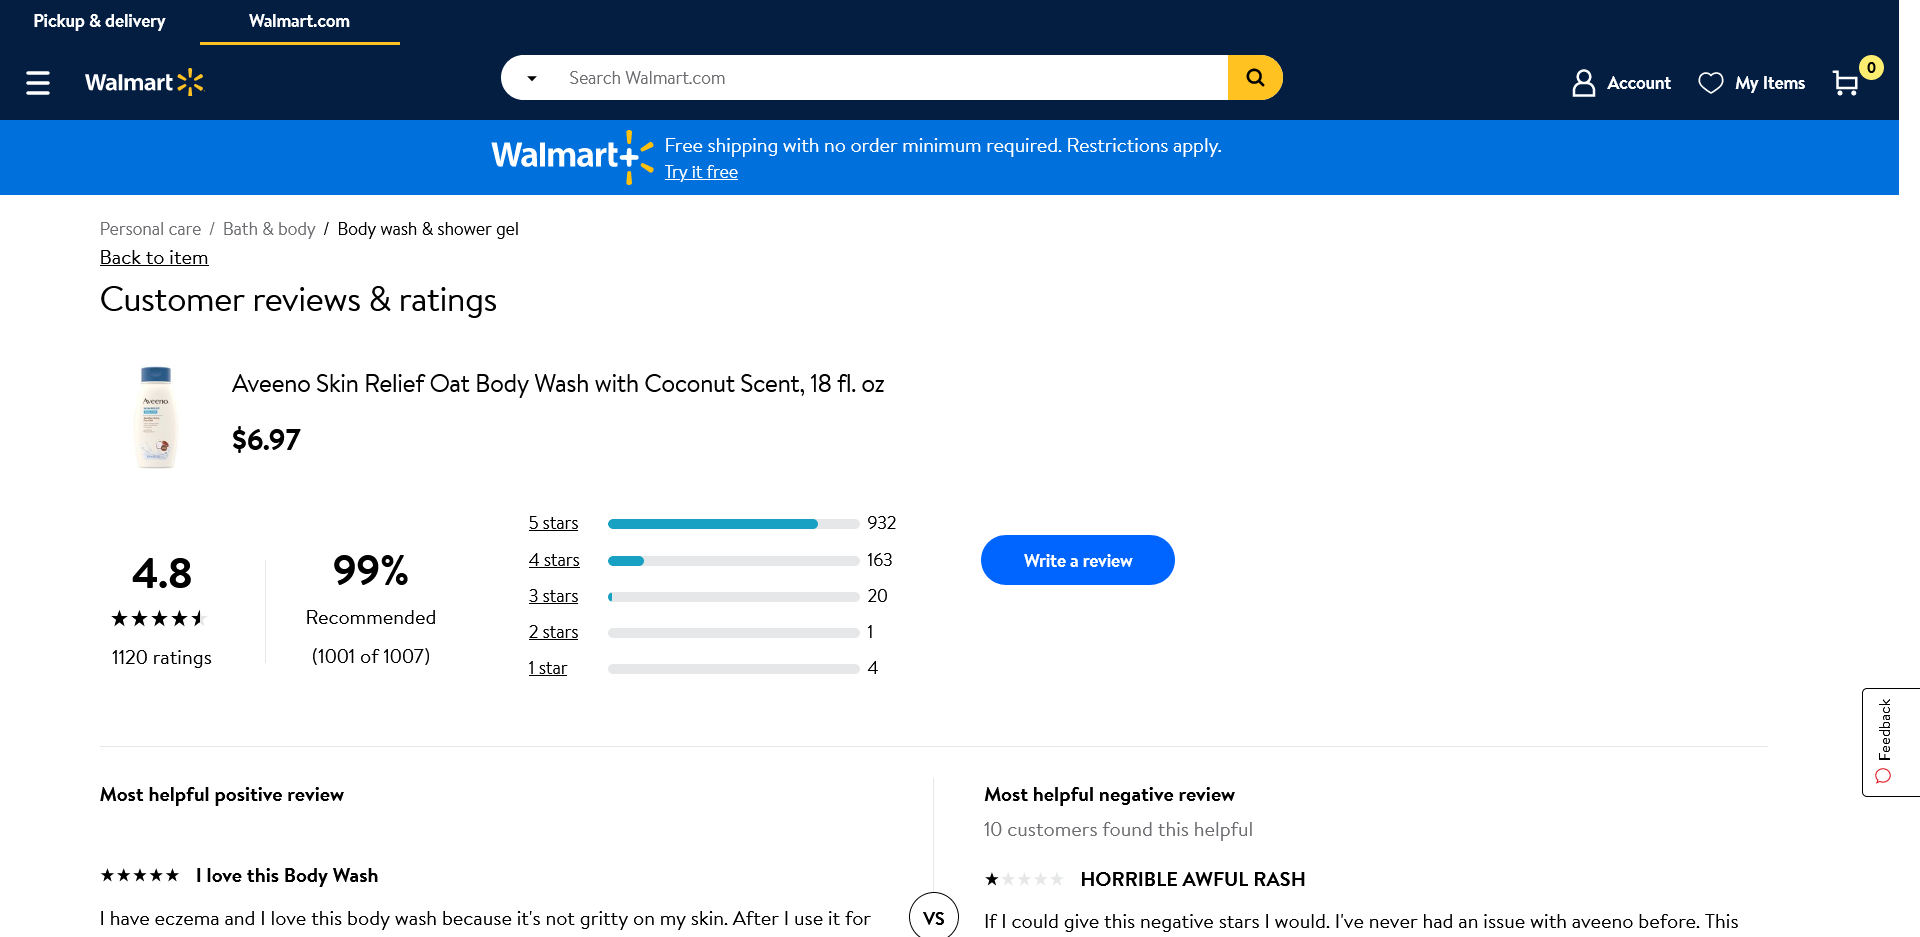 Pickup & delivery
Walmart.com
Walmart
Search Walmart.com
Account
My Items
0
Walmart+
Free shipping with no order minimum required. Restrictions apply.
Try it free
Personal care / Bath & body / Body wash & shower gel
Back to item
Customer reviews & ratings
Aveeno
Aveeno Skin Relief Oat Body Wash with Coconut Scent, 18 fl. oz
$6.97
4.8
1120 ratings
99%
Recommended
(1001 of 1007)
5 stars 932
4 stars 163
3 stars 20
2 stars 1
1 star 4
Write a review
Feedback
Most helpful positive review
I love this Body Wash
I have eczema and I love this body wash because it's not gritty on my skin. After I use it for
VS
Most helpful negative review
10 customers found this helpful
HORRIBLE AWFUL RASH
If I could give this negative stars I would. I've never had an issue with aveeno before. This